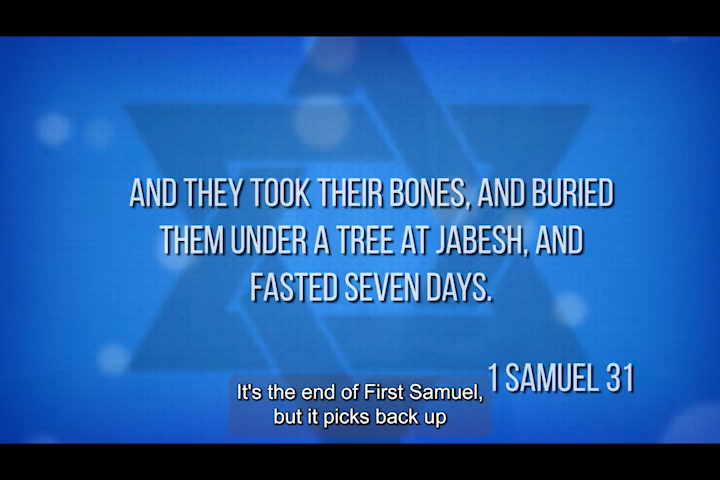 AND THEY TOOK THEIR BONES, AND BURIED
THEM UNDER A TREE AT JABESH, AND
FASTED SEVEN DAYS.
1 SAMUEL 31
It's the end of First Samuel,
but it picks back up